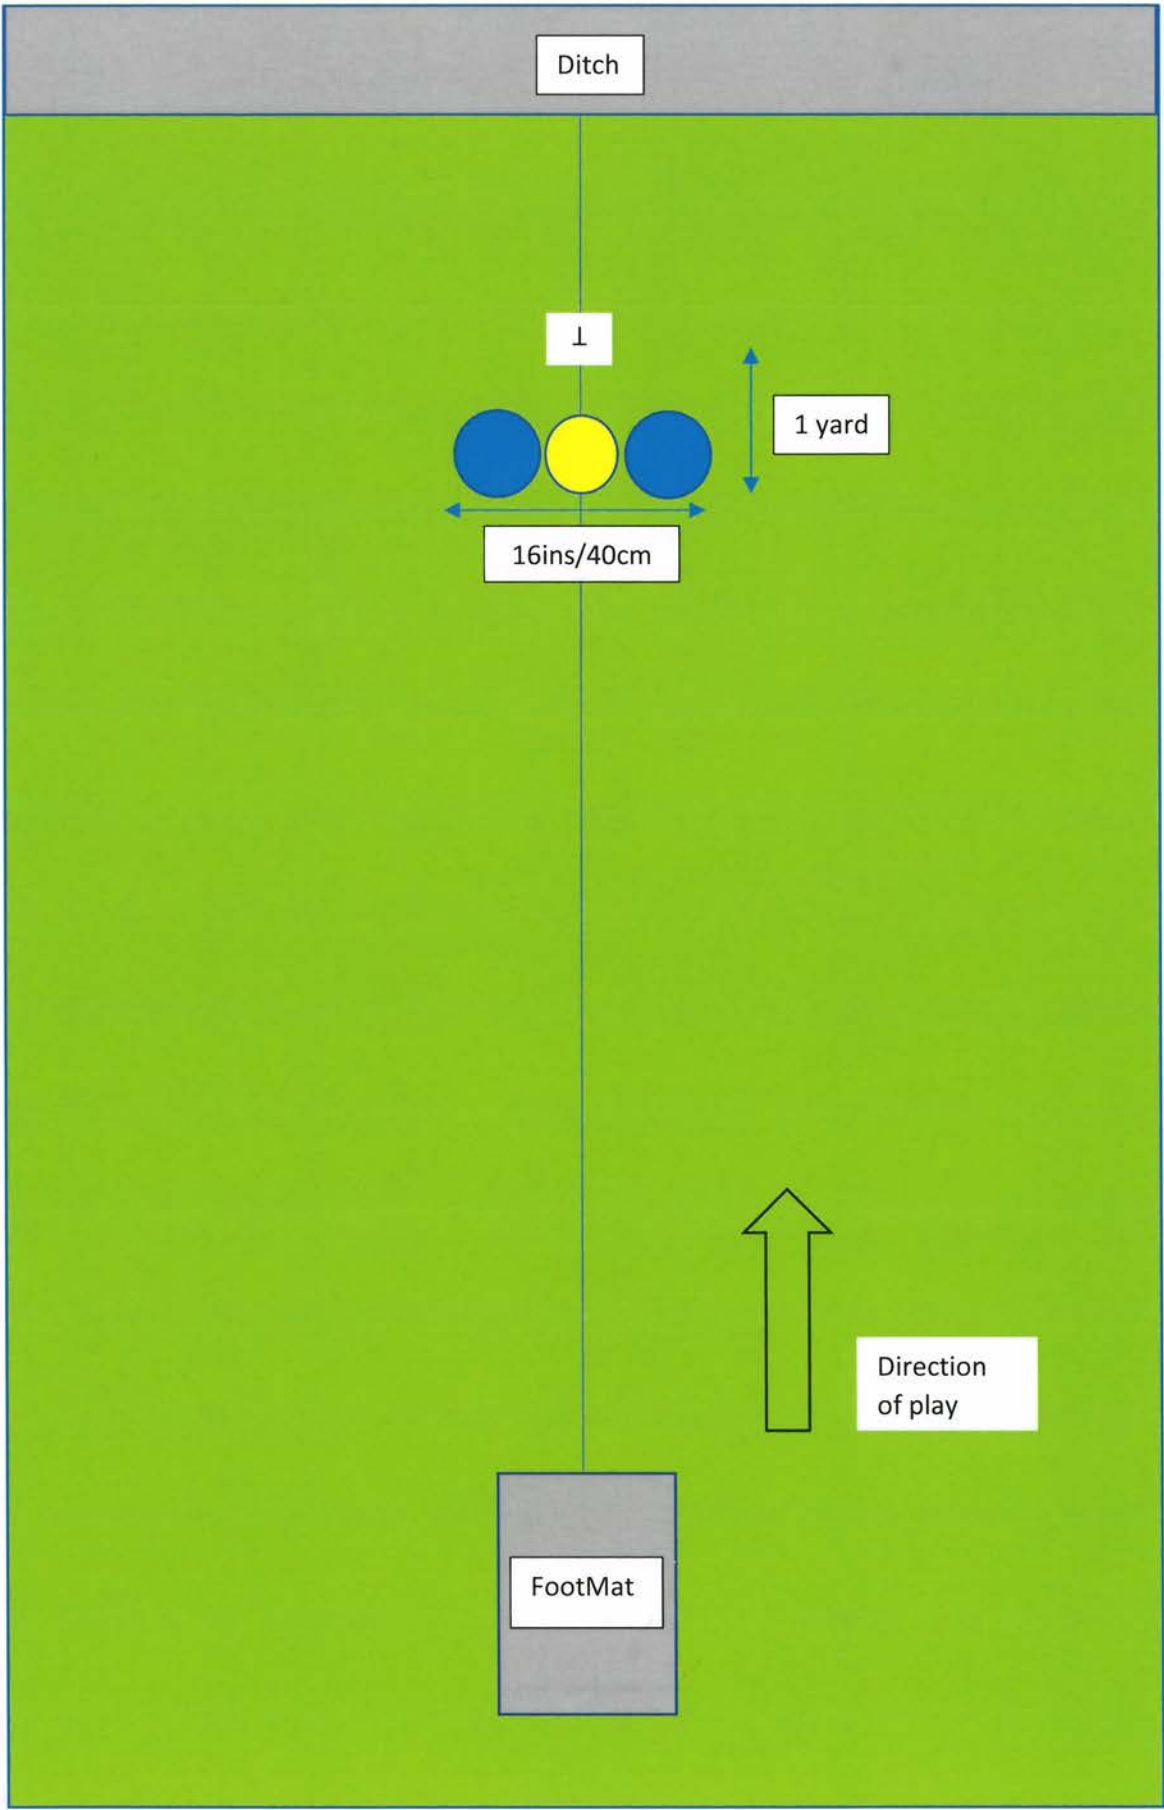 Ditch
⊥
1 yard
16ins/40cm
Direction
of play
FootMat